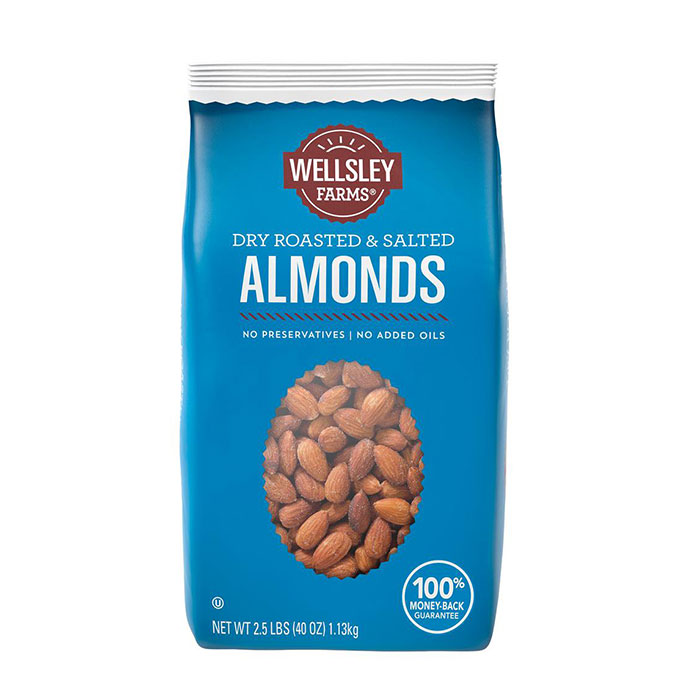 WELLSLEY
FARMS®
DRY ROASTED & SALTED
ALMONDS
NO PRESERVATIVES | NO ADDED OILS
100%
MONEY-BACK
GUARANTEE
U
NET WT 2.5 LBS (40 OZ) 1.13kg